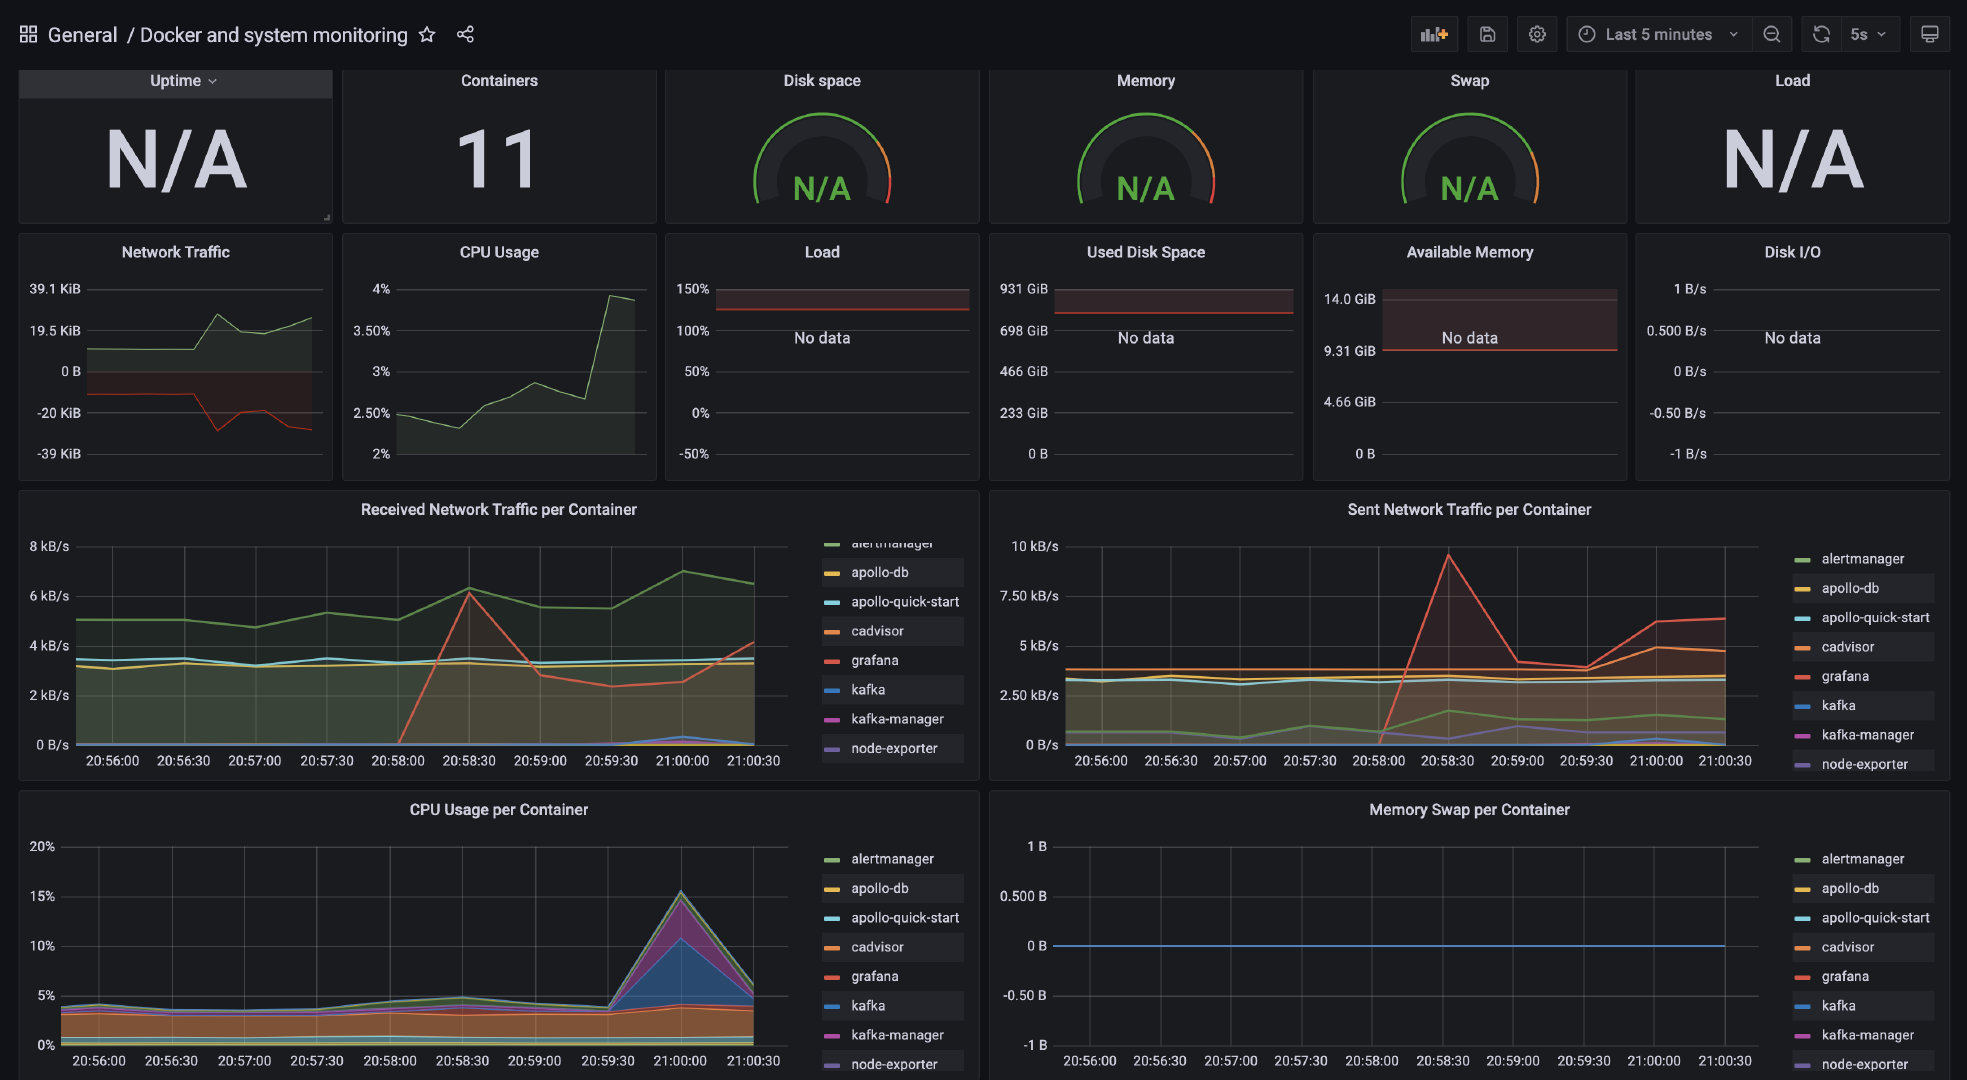 General / Docker and system monitoring
Last 5 minutes
5s
Uptime
N/A
Containers
11
Disk space
N/A
Memory
N/A
Swap
N/A
Load
N/A
Network Traffic
39.1 KiB
19.5 KiB
0 B
-20 KiB
-39 KiB
CPU Usage
4%
3.50%
3%
2.50%
2%
Load
150%
100%
50%
0%
-50%
No data
Used Disk Space
931 GiB
698 GiB
466 GiB
233 GiB
0 B
No data
Available Memory
14.0 GiB
9.31 GiB
4.66 GiB
0 B
No data
Disk I/O
1 B/s
0.500 B/s
0 B/s
-0.50 B/s
-1 B/s
No data
Received Network Traffic per Container
8 kB/s
6 kB/s
4 kB/s
2 kB/s
0 B/s
20:56:00 20:56:30 20:57:00 20:57:30 20:58:00 20:58:30 20:59:00 20:59:30 21:00:00 21:00:30
alertmanager
apollo-db
apollo-quick-start
cadvisor
grafana
kafka
kafka-manager
node-exporter
Sent Network Traffic per Container
10 kB/s
7.50 kB/s
5 kB/s
2.50 kB/s
0 B/s
20:56:00 20:56:30 20:57:00 20:57:30 20:58:00 20:58:30 20:59:00 20:59:30 21:00:00 21:00:30
alertmanager
apollo-db
apollo-quick-start
cadvisor
grafana
kafka
kafka-manager
node-exporter
CPU Usage per Container
20%
15%
10%
5%
0%
20:56:00 20:56:30 20:57:00 20:57:30 20:58:00 20:58:30 20:59:00 20:59:30 21:00:00 21:00:30
alertmanager
apollo-db
apollo-quick-start
cadvisor
grafana
kafka
kafka-manager
node-exporter
Memory Swap per Container
1 B
0.500 B
0 B
-0.50 B
-1 B
20:56:00 20:56:30 20:57:00 20:57:30 20:58:00 20:58:30 20:59:00 20:59:30 21:00:00 21:00:30
alertmanager
apollo-db
apollo-quick-start
cadvisor
grafana
kafka
kafka-manager
node-exporter